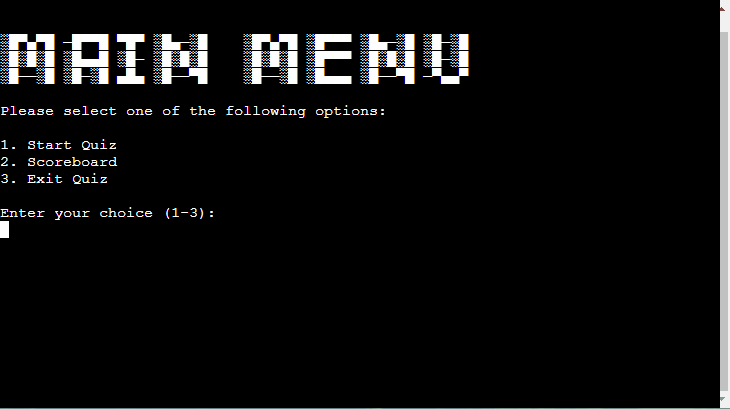 MAIN MENU
Please select one of the following options:
1. Start Quiz
2. Scoreboard
3. Exit Quiz
Enter your choice (1-3):